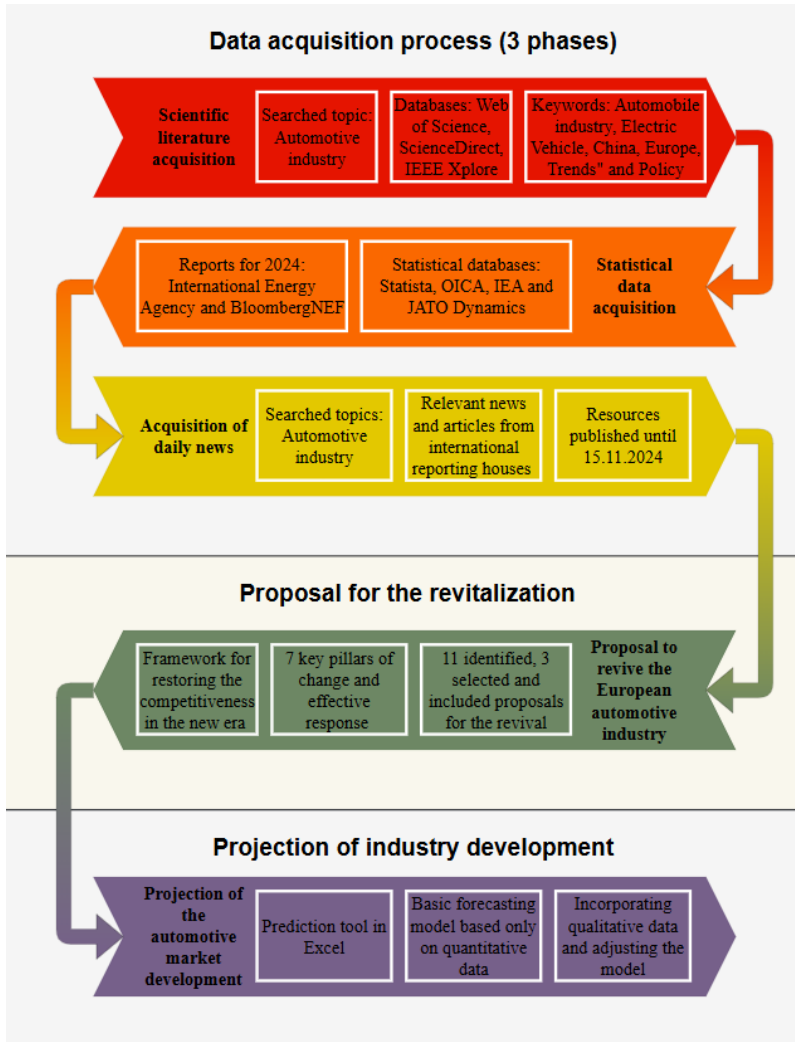 Data acquisition process (3 phases)
Scientific
literature
acquisition
Searched topic:
Automotive
industry
Databases: Web
of Science,
ScienceDirect,
IEEE Xplore
Keywords: Automobile
industry, Electric
Vehicle, China, Europe,
Trends" and Policy
Reports for 2024:
International Energy
Agency and BloombergNEF
Statistical databases:
Statista, OICA, IEA and
JATO Dynamics
Statistical
data
acquisition
Acquisition of
daily news
Searched topics:
Automotive
industry
Relevant news
and articles from
international
reporting houses
Resources
published until
15.11.2024
Proposal for the revitalization
Framework for
restoring the
competitiveness
in the new era
7 key pillars of
change and
effective
response
11 identified, 3
selected and
included proposals
for the revival
Proposal to
revive the
European
automotive
industry
Projection of industry development
Projection of
the
automotive
market
development
Prediction tool in
Excel
Basic forecasting
model based only
on quantitative
data
Incorporating
qualitative data
and adjusting the
model